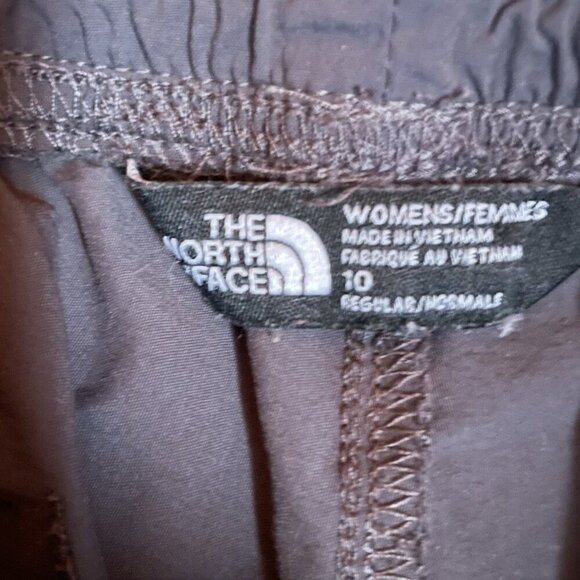 THE
NORTH
FACE
WOMENS/FEMMES
MADE IN VIETNAM
FABRIQUE AU VIETNAM
10
REGULAR/NORMALE